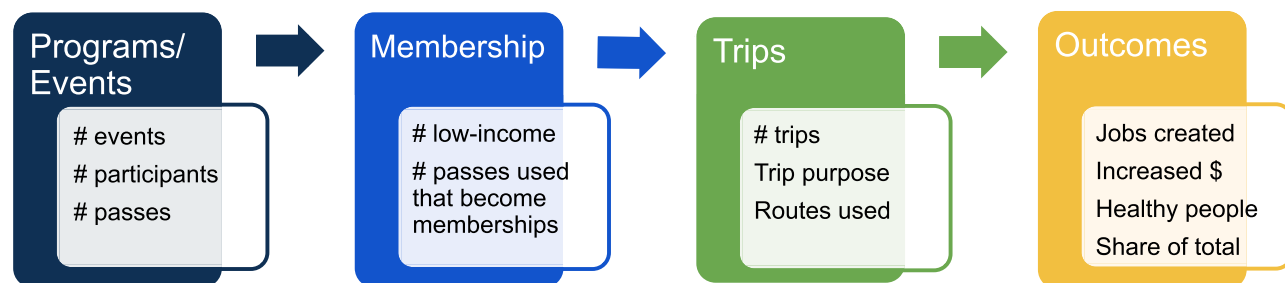 Programs/
Events
# events
# participants
# passes
Membership
# low-income
# passes used
that become
memberships
Trips
# trips
Trip purpose
Routes used
Outcomes
Jobs created
Increased $
Healthy people
Share of total